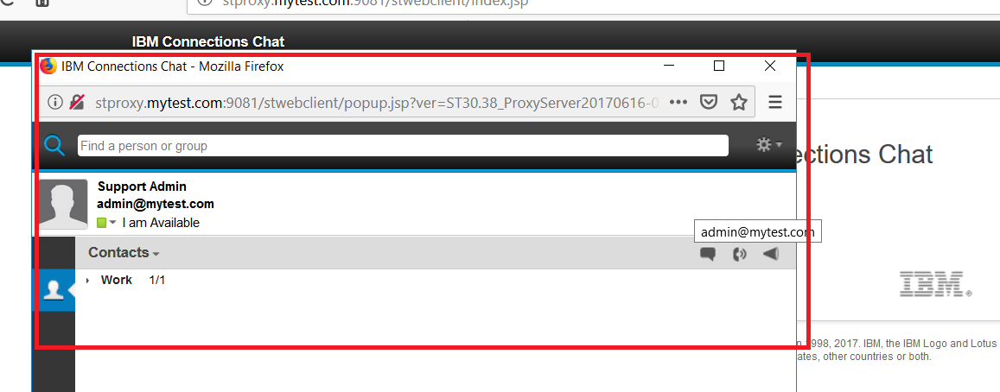 stproxy.mytest.com:9081/stwebclient/index.jsp
IBM Connections Chat
IBM Connections Chat - Mozilla Firefox
stproxy.mytest.com:9081/stwebclient/popup.jsp?ver=ST30.38_ProxyServer20170616-0
Find a person or group
ections Chat
Support Admin
admin@mytest.com
I am Available
admin@mytest.com
Contacts
Work 1/1
IBM.
1998, 2017. IBM, the IBM Logo and Lotus
ates, other countries or both.